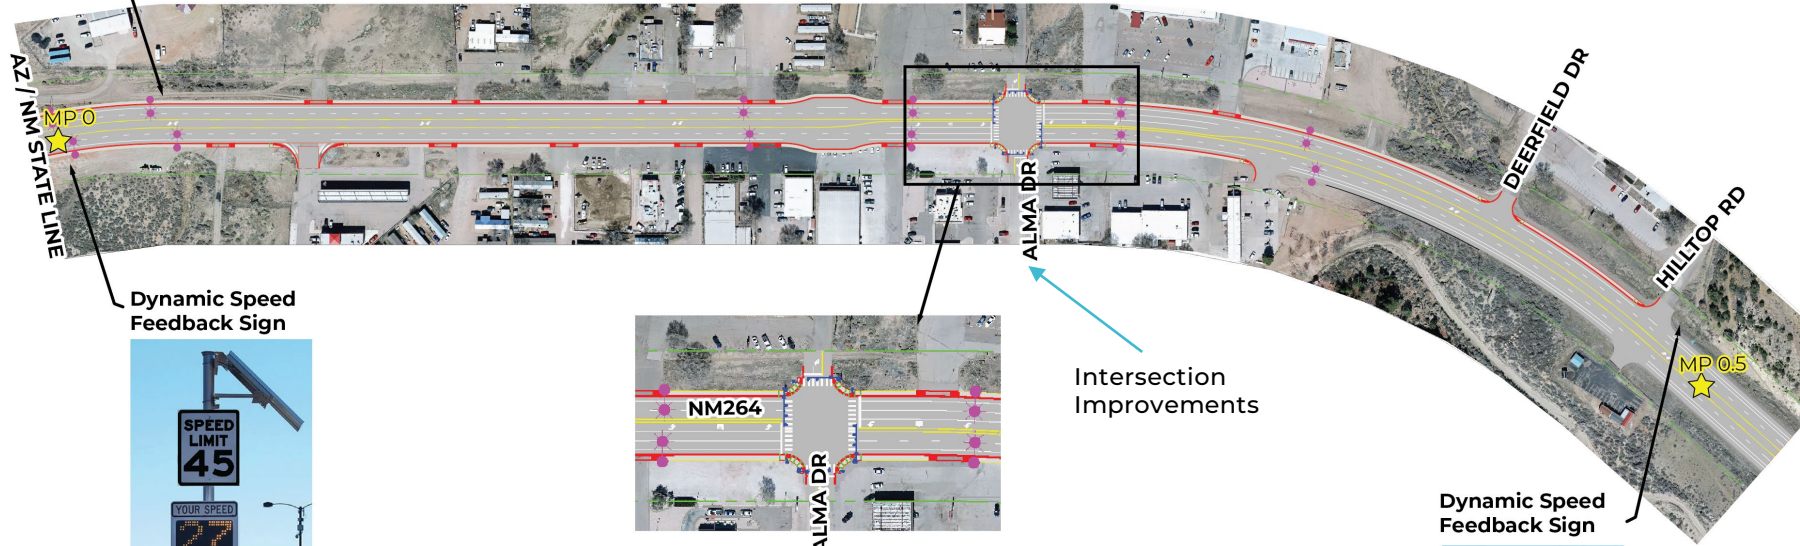 AZ / NM STATE LINE
MP 0
ALMA DR
DEERFIELD DR
HILLTOP RD
MP 0.5
Dynamic Speed
Feedback Sign
SPEED
LIMIT
45
YOUR SPEED
27
NM264
ALMA DR
Intersection
Improvements
Dynamic Speed
Feedback Sign